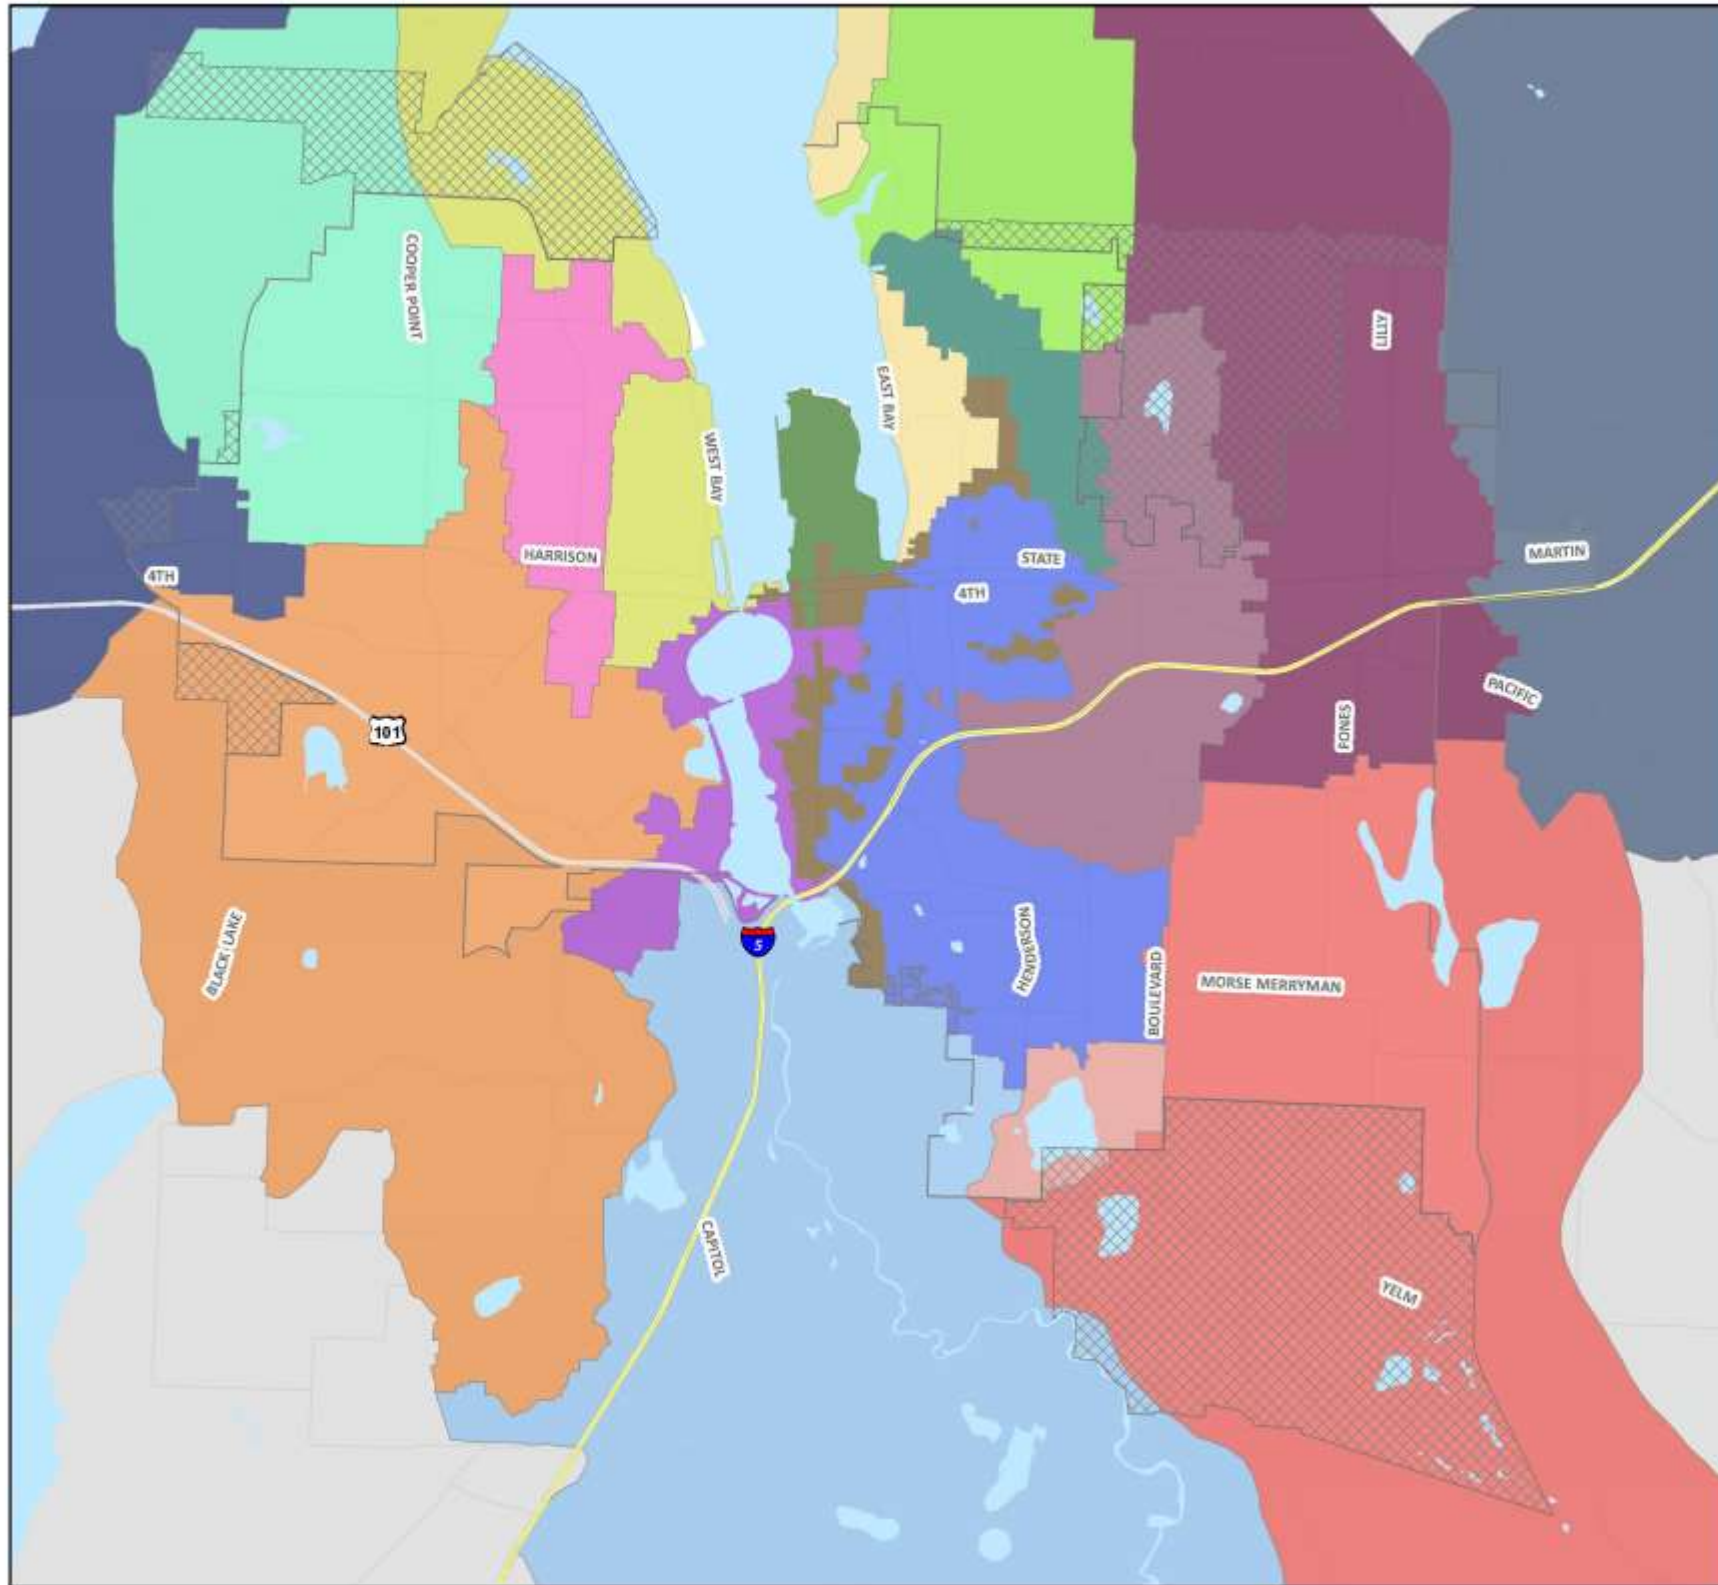 COOPER POINT
LILLY
EAST BAY
WEST BAY
HARRISON
STATE
MARTIN
4TH
4TH
PACIFIC
FONES
101
BLACK LAKE
5
HENDERSON
BOULEVARD
MORSE MERRYMAN
CAPITOL
YELM